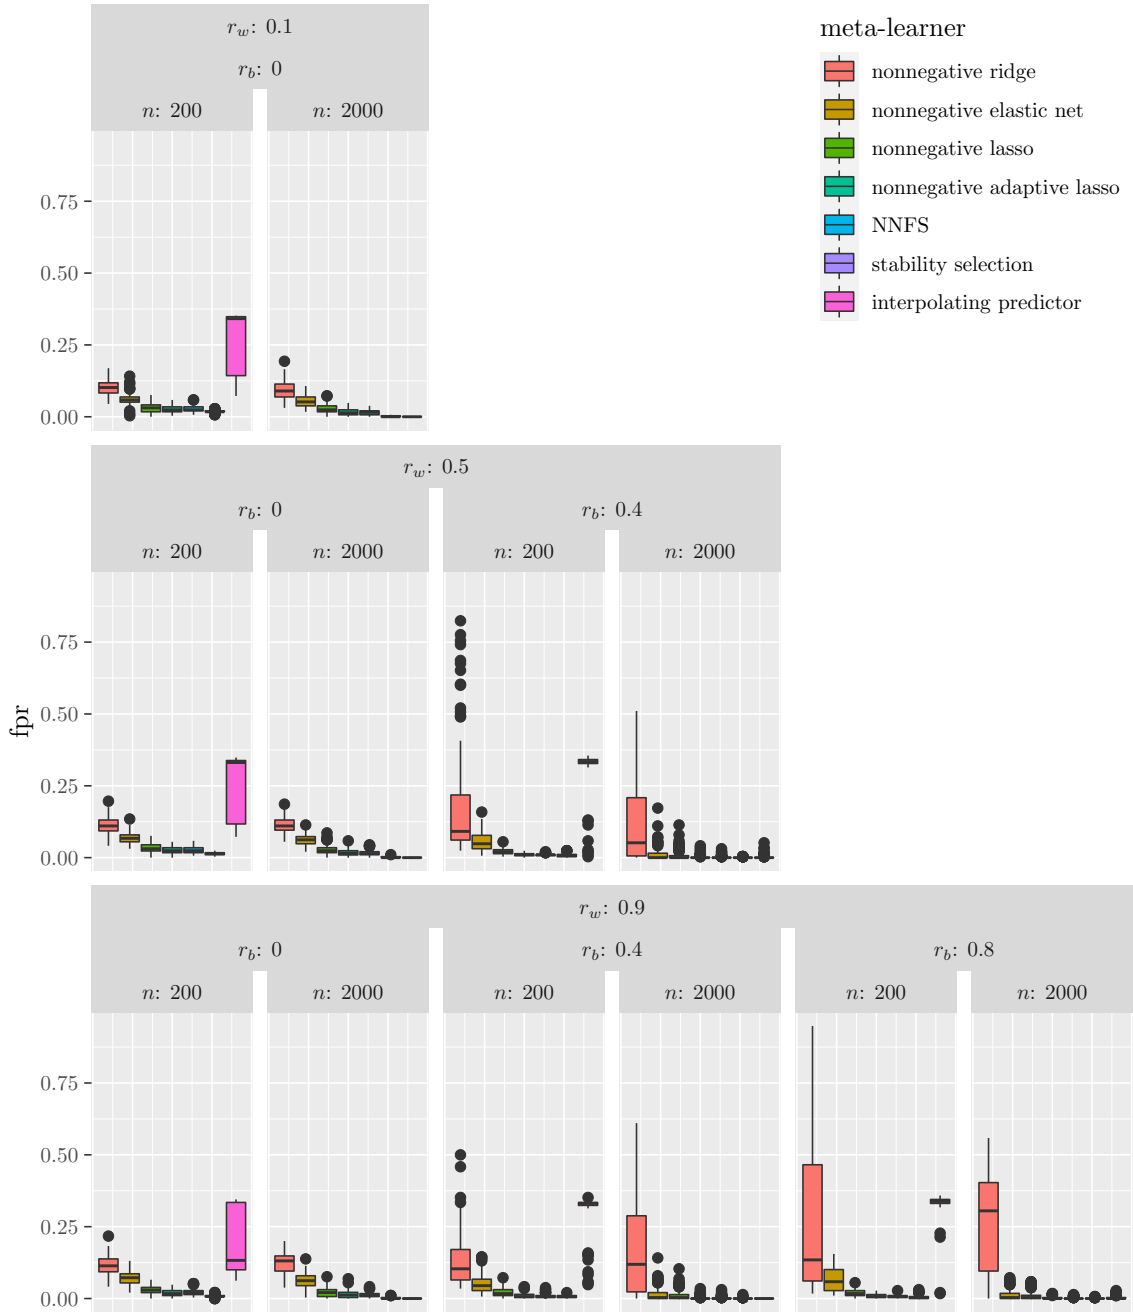 r_w: 0.1
r_b: 0
n: 200
n: 2000
0.75
0.50
0.25
0.00
meta-learner
nonnegative ridge
nonnegative elastic net
nonnegative lasso
nonnegative adaptive lasso
NNFS
stability selection
interpolating predictor
r_w: 0.5
r_b: 0
r_b: 0.4
n: 200
n: 2000
n: 200
n: 2000
0.75
0.50
0.25
0.00
fpr
r_w: 0.9
r_b: 0
r_b: 0.4
r_b: 0.8
n: 200
n: 2000
n: 200
n: 2000
n: 200
n: 2000
0.75
0.50
0.25
0.00